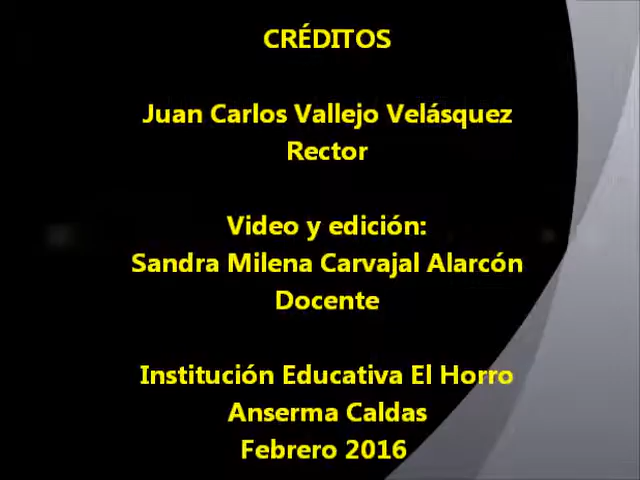 CRÉDITOS
Juan Carlos Vallejo Velásquez
Rector
Video y edición:
Sandra Milena Carvajal Alarcón
Docente
Institución Educativa El Horro
Anserma Caldas
Febrero 2016